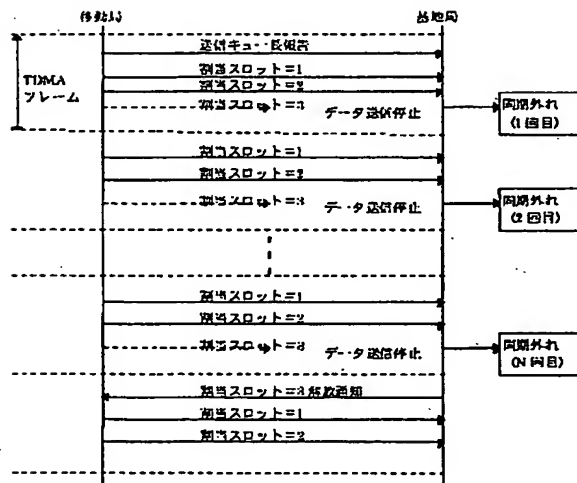 移動局
基地局
送信キュー長報告
TDMA
フレーム
割当スロット=1
割当スロット=2
割当スロット=3
データ送信停止
同期外れ
(1回目)
割当スロット=1
割当スロット=2
割当スロット=3
データ送信停止
同期外れ
(2回目)
割当スロット=1
割当スロット=2
割当スロット=3
データ送信停止
同期外れ
(N回目)
割当スロット=3 解放通知
割当スロット=1
割当スロット=2